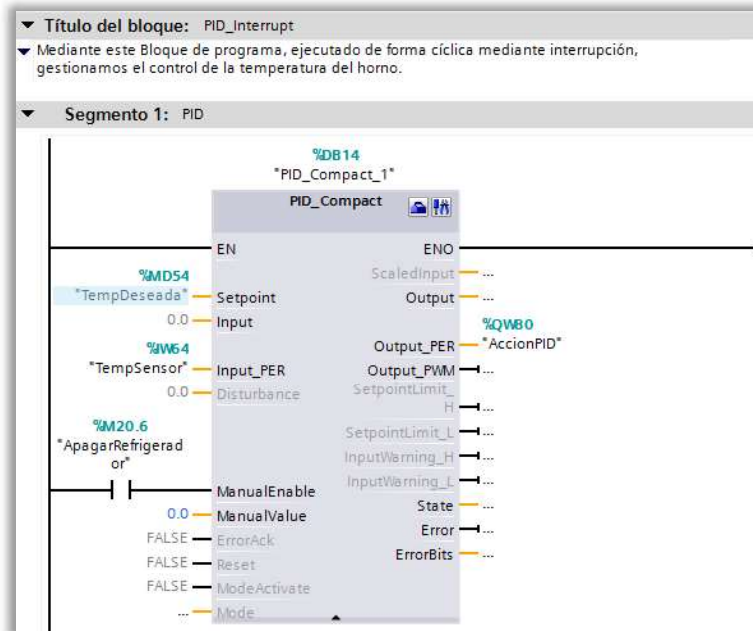 Título del bloque: PID_Interrupt
Mediante este Bloque de programa, ejecutado de forma cíclica mediante interrupción,
gestionamos el control de la temperatura del horno.
Segmento 1: PID
%DB14
"PID_Compact_1"
PID_Compact
EN
ENO
%MD54
"TempDeseada"
Setpoint
0.0
Input
%IW64
"TempSensor"
Input_PER
0.0
Disturbance
%M20.6
"ApagarRefrigerad
or"
ManualEnable
0.0
ManualValue
FALSE
ErrorAck
FALSE
Reset
FALSE
ModeActivate
...
Mode
ScaledInput
...
Output
...
%QW80
Output_PER
"AccionPID"
Output_PWM
...
SetpointLimit_
H
...
SetpointLimit_L
...
InputWarning_H
...
InputWarning_L
...
State
...
Error
...
ErrorBits
...